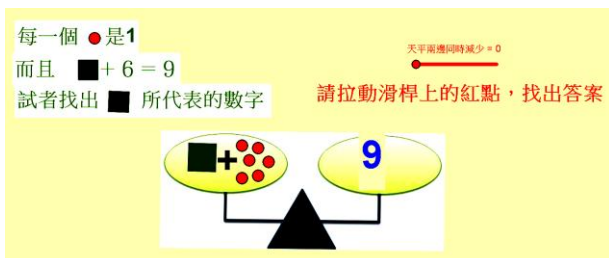 每一個 ●是1
而且 ■+ 6 = 9
試者找出 ■ 所代表的數字
天平兩邊同時減少 = 0
請拉動滑桿上的紅點，找出答案
■+
9